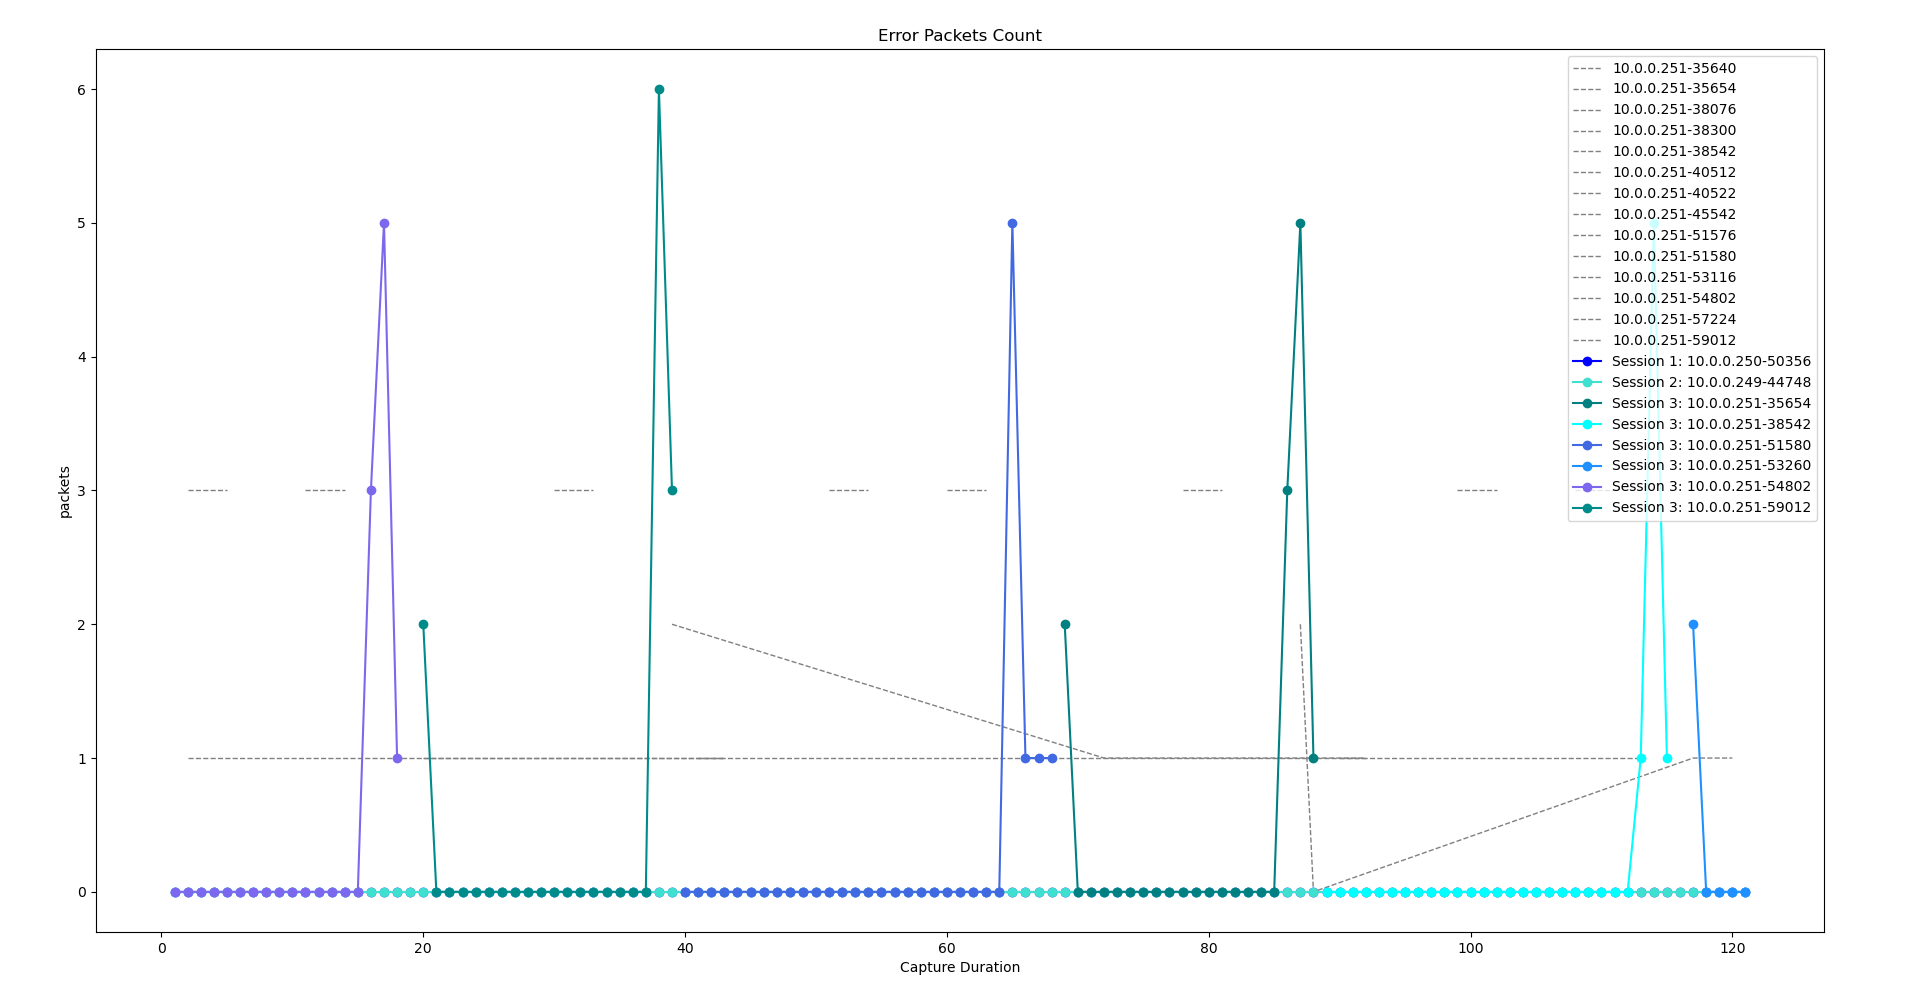 Error Packets Count
10.0.0.251-35640
10.0.0.251-35654
10.0.0.251-38076
10.0.0.251-38300
10.0.0.251-38542
10.0.0.251-40512
10.0.0.251-40522
10.0.0.251-45542
10.0.0.251-51576
10.0.0.251-51580
10.0.0.251-53116
10.0.0.251-54802
10.0.0.251-57224
10.0.0.251-59012
Session 1: 10.0.0.250-50356
Session 2: 10.0.0.249-44748
Session 3: 10.0.0.251-35654
Session 3: 10.0.0.251-38542
Session 3: 10.0.0.251-51580
Session 3: 10.0.0.251-53260
Session 3: 10.0.0.251-54802
Session 3: 10.0.0.251-59012
6
5
4
3
2
1
0
packets
0 20 40 60 80 100 120
Capture Duration